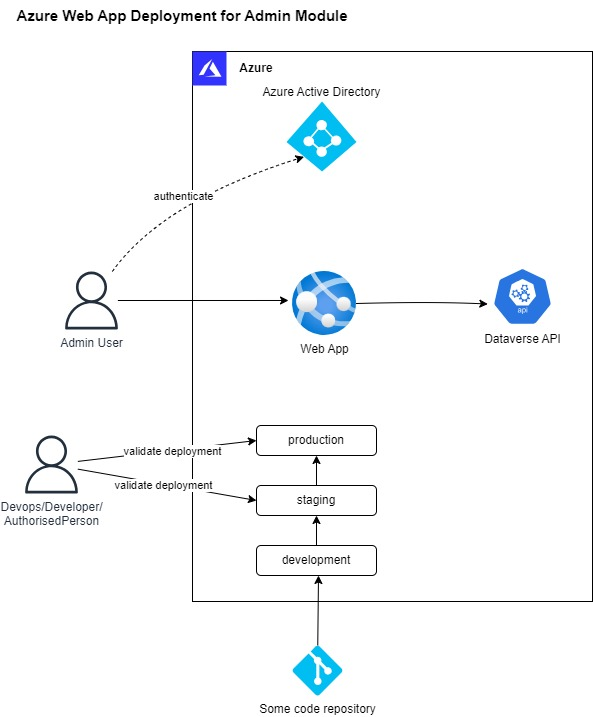 Azure Web App Deployment for Admin Module
Azure
Azure Active Directory
authenticate
Admin User
Web App
api
Dataverse API
production
validate deployment
validate deployment
staging
Devops/Developer/
AuthorisedPerson
development
Some code repository